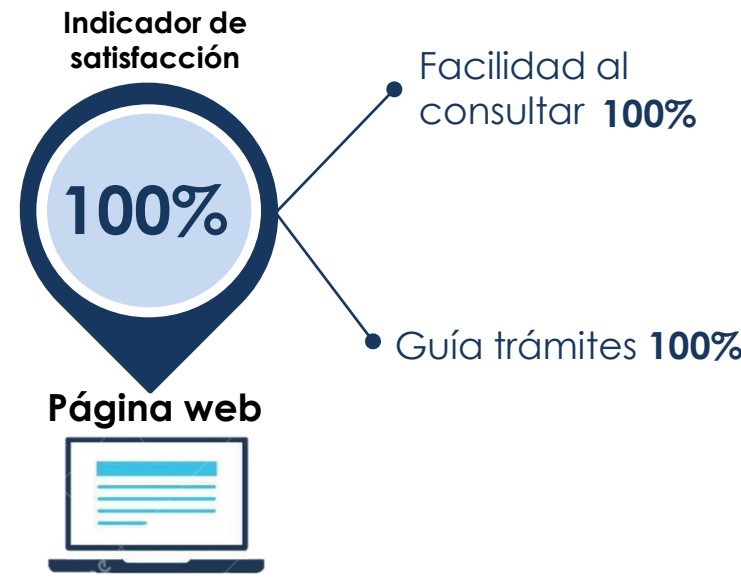 Indicador de
satisfacción
100%
Facilidad al
consultar 100%
Guía trámites 100%
Página web